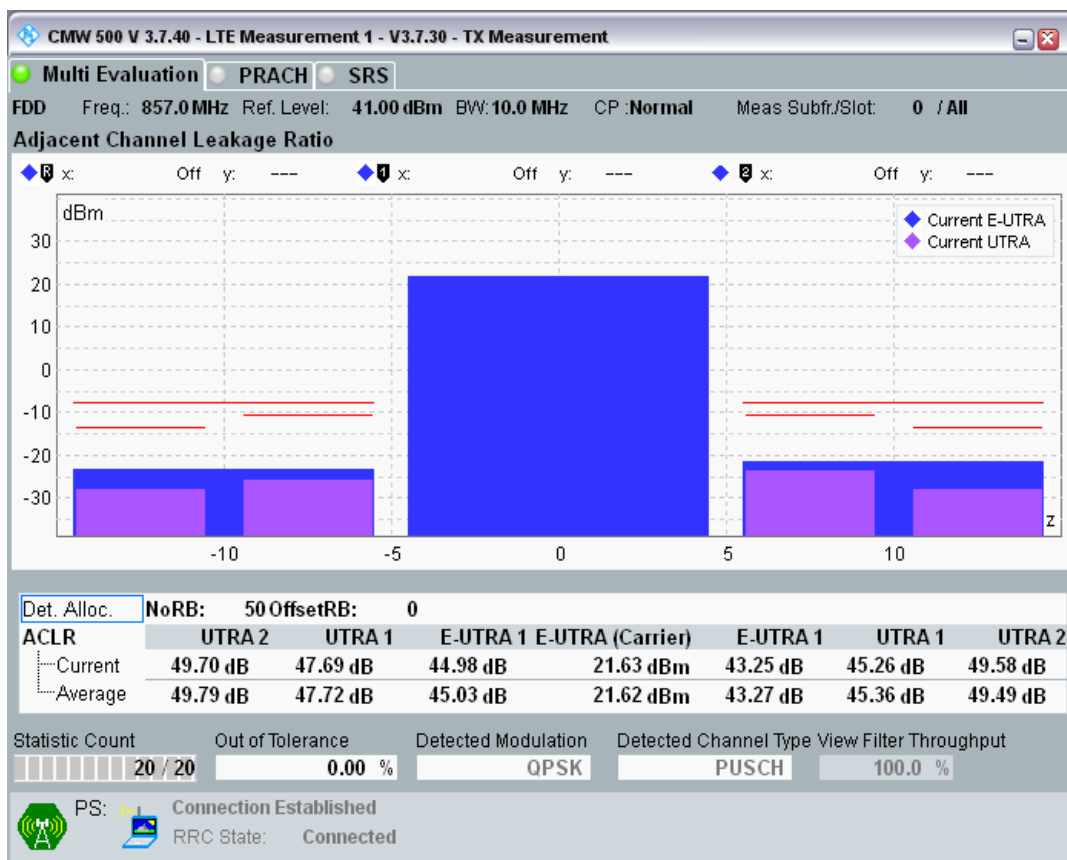 CMW 500 V 3.7.40 - LTE Measurement 1 - V3.7.30 - TX Measurement
Multi Evaluation PRACH SRS
FDD Freq.: 857.0 MHz Ref. Level: 41.00 dBm BW: 10.0 MHz CP :Normal Meas Subfr./Slot: 0 / All
Adjacent Channel Leakage Ratio
R x: Off y: --- 1 x: Off y: --- 2 x: Off y: ---
dBm
Current E-UTRA
Current UTRA
30
20
10
0
-10
-20
-30
z
-10 -5 0 5 10
Det. Alloc. NoRB: 50 OffsetRB: 0
ACLR UTRA 2 UTRA 1 E-UTRA 1 E-UTRA (Carrier) E-UTRA 1 UTRA 1 UTRA 2
Current 49.70 dB 47.69 dB 44.98 dB 21.63 dBm 43.25 dB 45.26 dB 49.58 dB
Average 49.79 dB 47.72 dB 45.03 dB 21.62 dBm 43.27 dB 45.36 dB 49.49 dB
Statistic Count Out of Tolerance Detected Modulation Detected Channel Type View Filter Throughput
20 / 20 0.00 % QPSK PUSCH 100.0 %
PS: Connection Established
RRC State: Connected